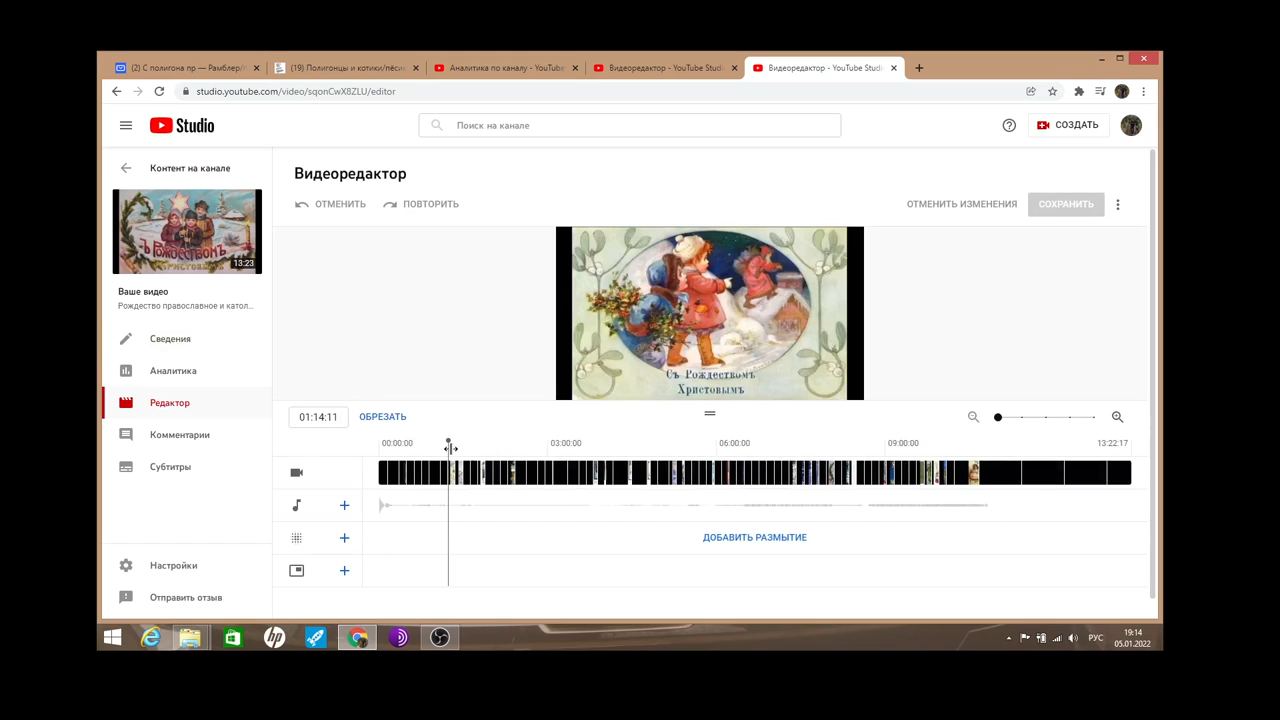 (2) С полигона пр — Рамблер/п
(19) Полигонцы и котики/пёси
Аналитика по каналу - YouTube
Видеоредактор - YouTube Studi
Видеоредактор - YouTube Studi
studio.youtube.com/video/sqonCwX8ZLU/editor
Studio
Поиск на канале
СОЗДАТЬ
Контент на канале
Видеоредактор
ОТМЕНИТЬ
ПОВТОРИТЬ
ОТМЕНИТЬ ИЗМЕНЕНИЯ
СОХРАНИТЬ
Ъ РОЖДЕСТВОМЪ
ХРИСТОВЫМЪ
13:23
Ваше видео
Рождество православное и катол...
Сведения
Аналитика
Редактор
Комментарии
Субтитры
Съ Рождествомъ
Христовымъ
01:14:11
ОБРЕЗАТЬ
00:00:00
03:00:00
06:00:00
09:00:00
13:22:17
ДОБАВИТЬ РАЗМЫТИЕ
Настройки
Отправить отзыв
hp
РУС
19:14
05.01.2022